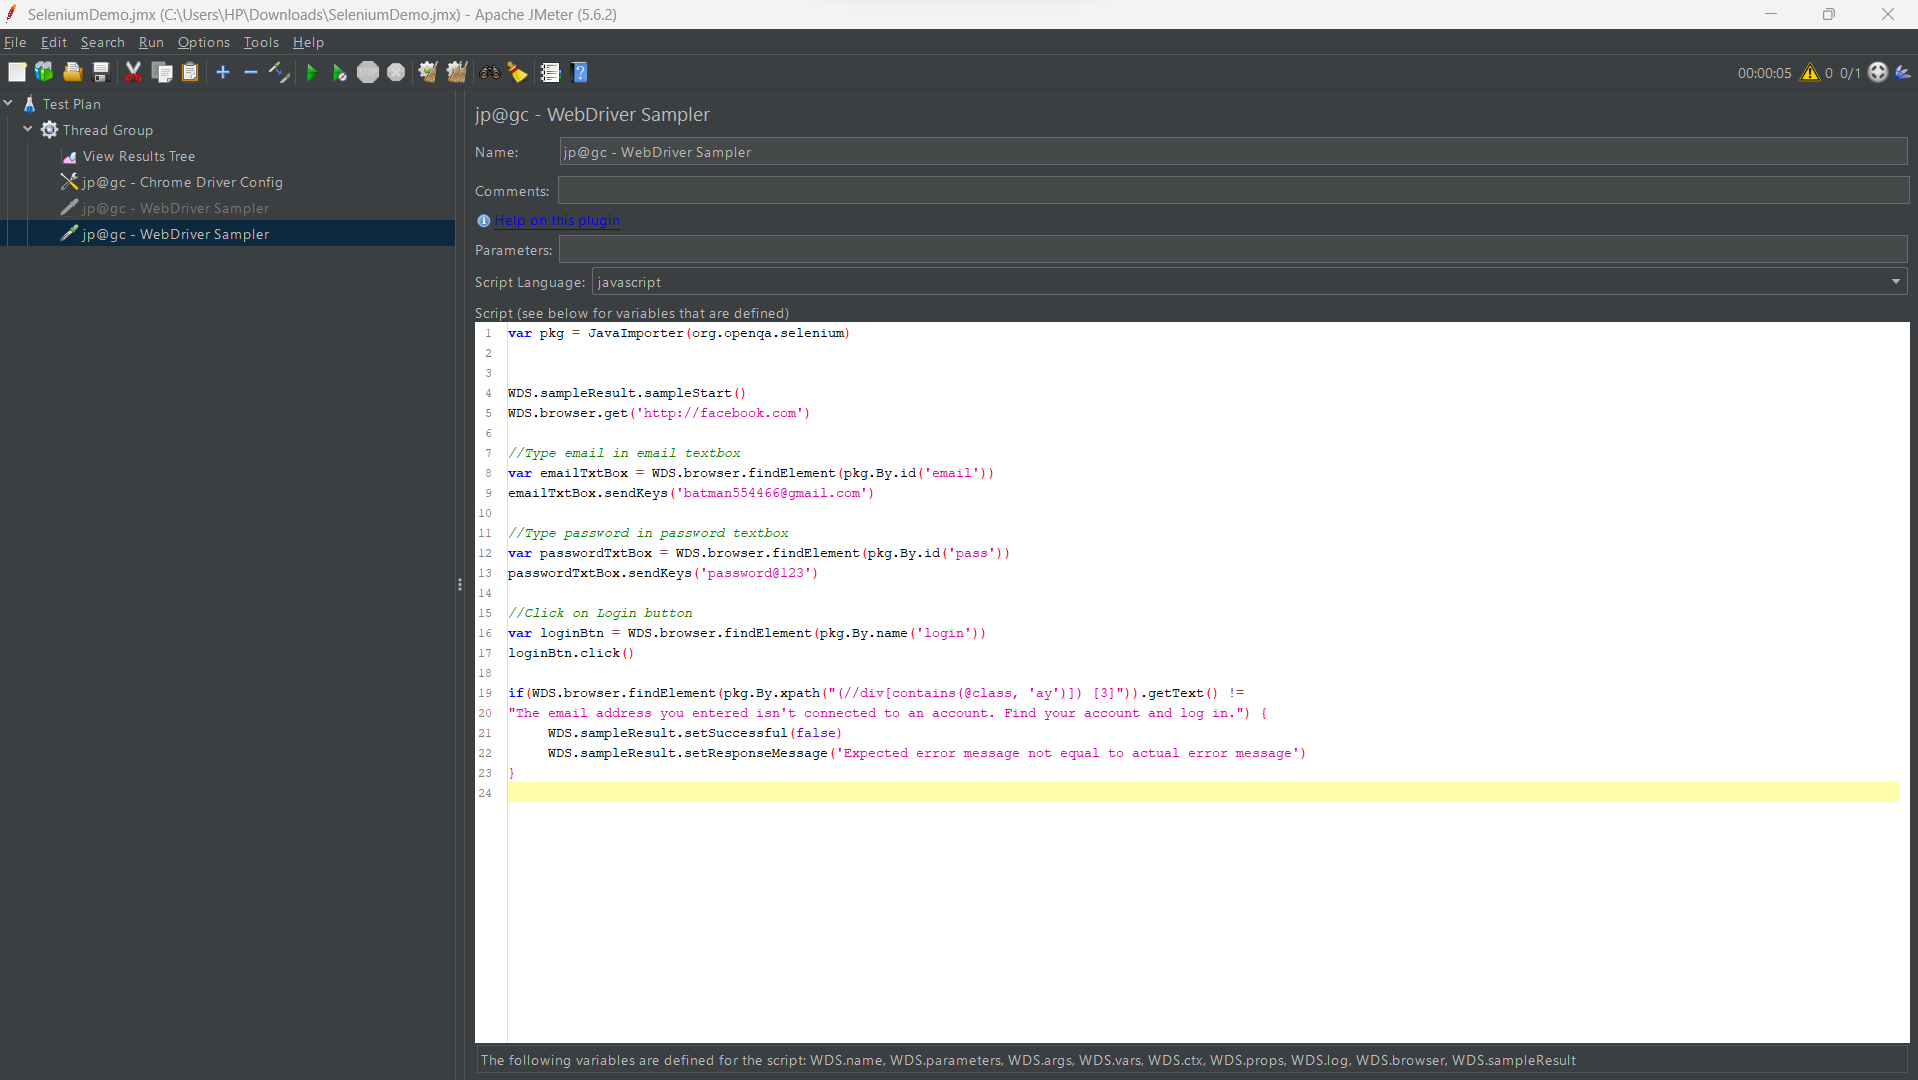 SeleniumDemo.jmx (C:\Users\HP\Downloads\SeleniumDemo.jmx) - Apache JMeter (5.6.2)
File Edit Search Run Options Tools Help
00:00:05 0 0/1
Test Plan
Thread Group
View Results Tree
jp@gc - Chrome Driver Config
jp@gc - WebDriver Sampler
jp@gc - WebDriver Sampler
jp@gc - WebDriver Sampler
Name: jp@gc - WebDriver Sampler
Comments:
Help on this plugin
Parameters:
Script Language: javascript
Script (see below for variables that are defined)
1 var pkg = JavaImporter(org.openqa.selenium)
2
3
4 WDS.sampleResult.sampleStart()
5 WDS.browser.get('http://facebook.com')
6
7 //Type email in email textbox
8 var emailTxtBox = WDS.browser.findElement(pkg.By.id('email'))
9 emailTxtBox.sendKeys('batman554466@gmail.com')
10
11 //Type password in password textbox
12 var passwordTxtBox = WDS.browser.findElement(pkg.By.id('pass'))
13 passwordTxtBox.sendKeys('password@123')
14
15 //Click on Login button
16 var loginBtn = WDS.browser.findElement(pkg.By.name('login'))
17 loginBtn.click()
18
19 if(WDS.browser.findElement(pkg.By.xpath("(//div[contains(@class, 'ay')]) [3]")).getText() !=
20 "The email address you entered isn't connected to an account. Find your account and log in.") {
21 WDS.sampleResult.setSuccessful(false)
22 WDS.sampleResult.setResponseMessage('Expected error message not equal to actual error message')
23 }
24
The following variables are defined for the script: WDS.name, WDS.parameters, WDS.args, WDS.vars, WDS.ctx, WDS.props, WDS.log, WDS.browser, WDS.sampleResult